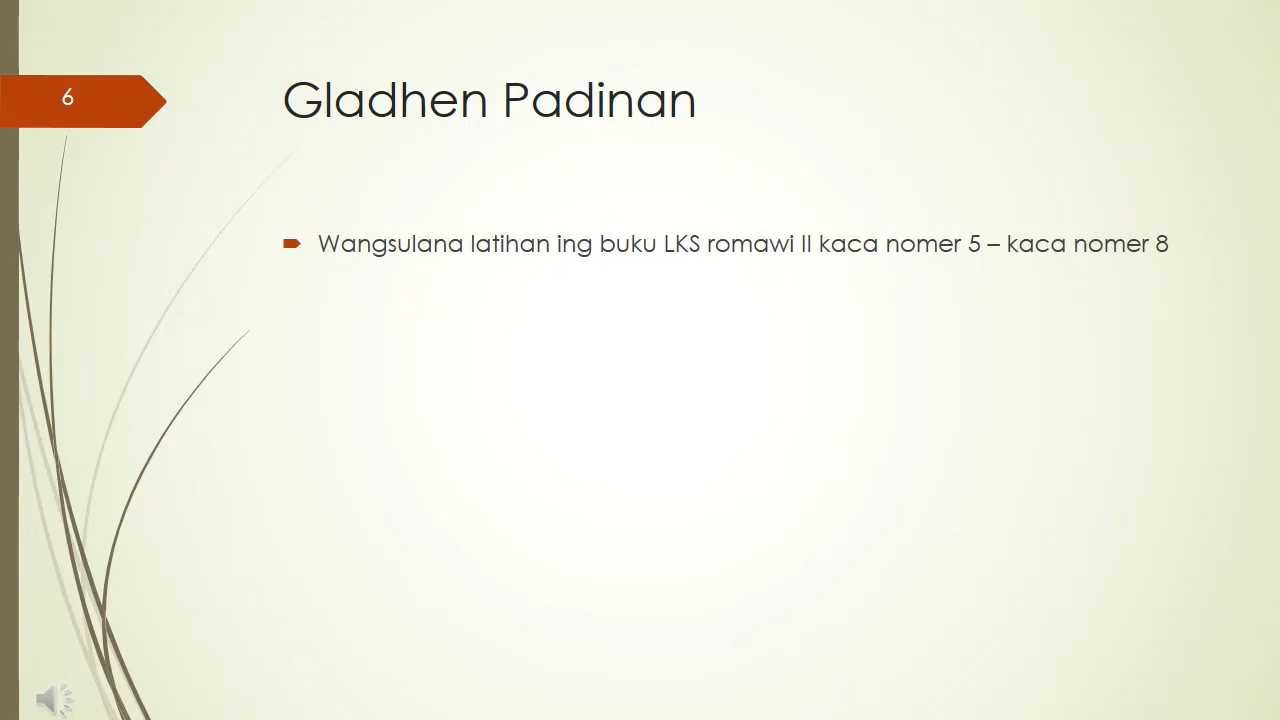 6
Gladhen Padinan
Wangsulana latihan ing buku LKS romawi II kaca nomer 5 – kaca nomer 8